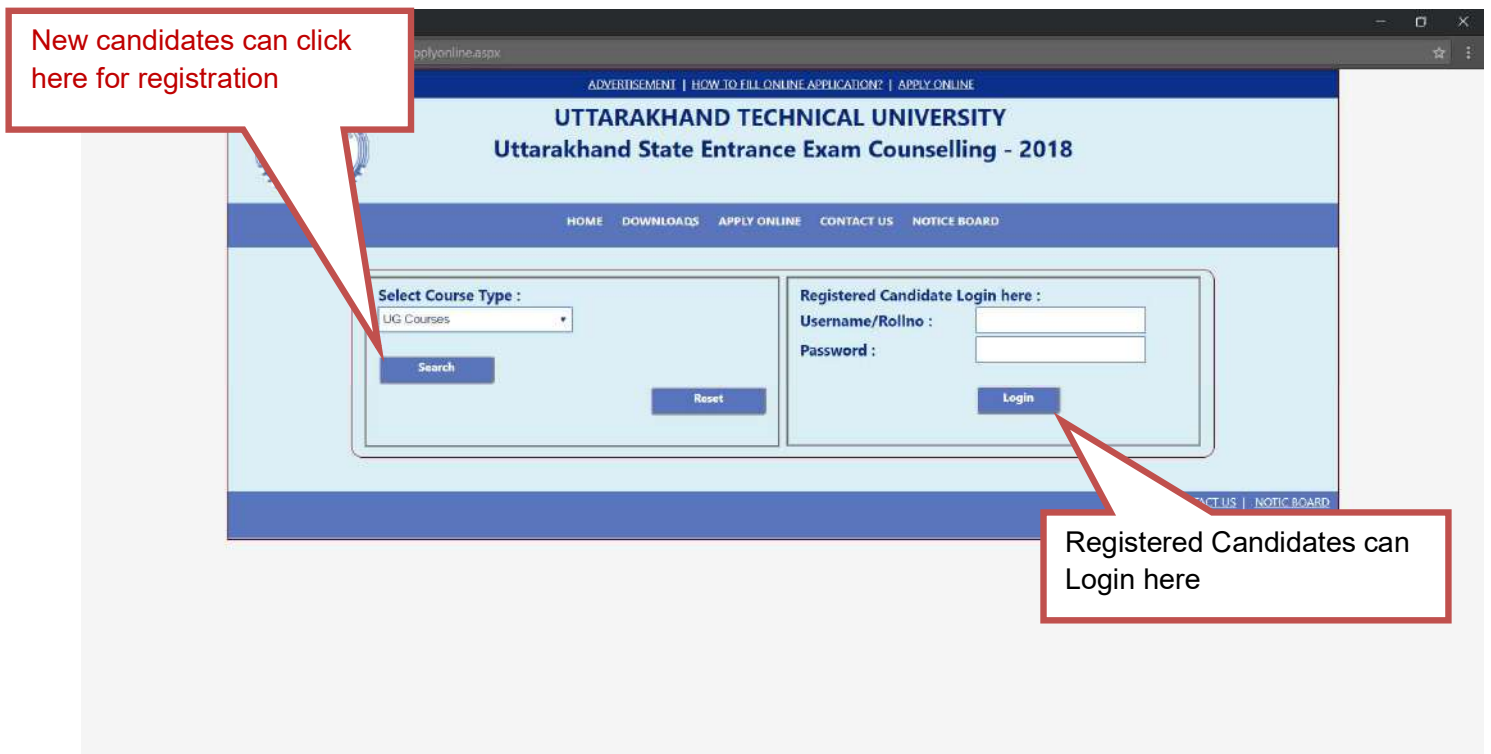 New candidates can click
here for registration
applyonline.aspx
ADVERTISEMENT | HOW TO FILL ONLINE APPLICATION? | APPLY ONLINE
UTTARAKHAND TECHNICAL UNIVERSITY
Uttarakhand State Entrance Exam Counselling - 2018
HOME DOWNLOADS APPLY ONLINE CONTACT US NOTICE BOARD
Select Course Type :
UG Courses
Search
Reset
Registered Candidate Login here :
Username/Rollno :
Password :
Login
US | NOTIC BOARD
Registered Candidates can
Login here